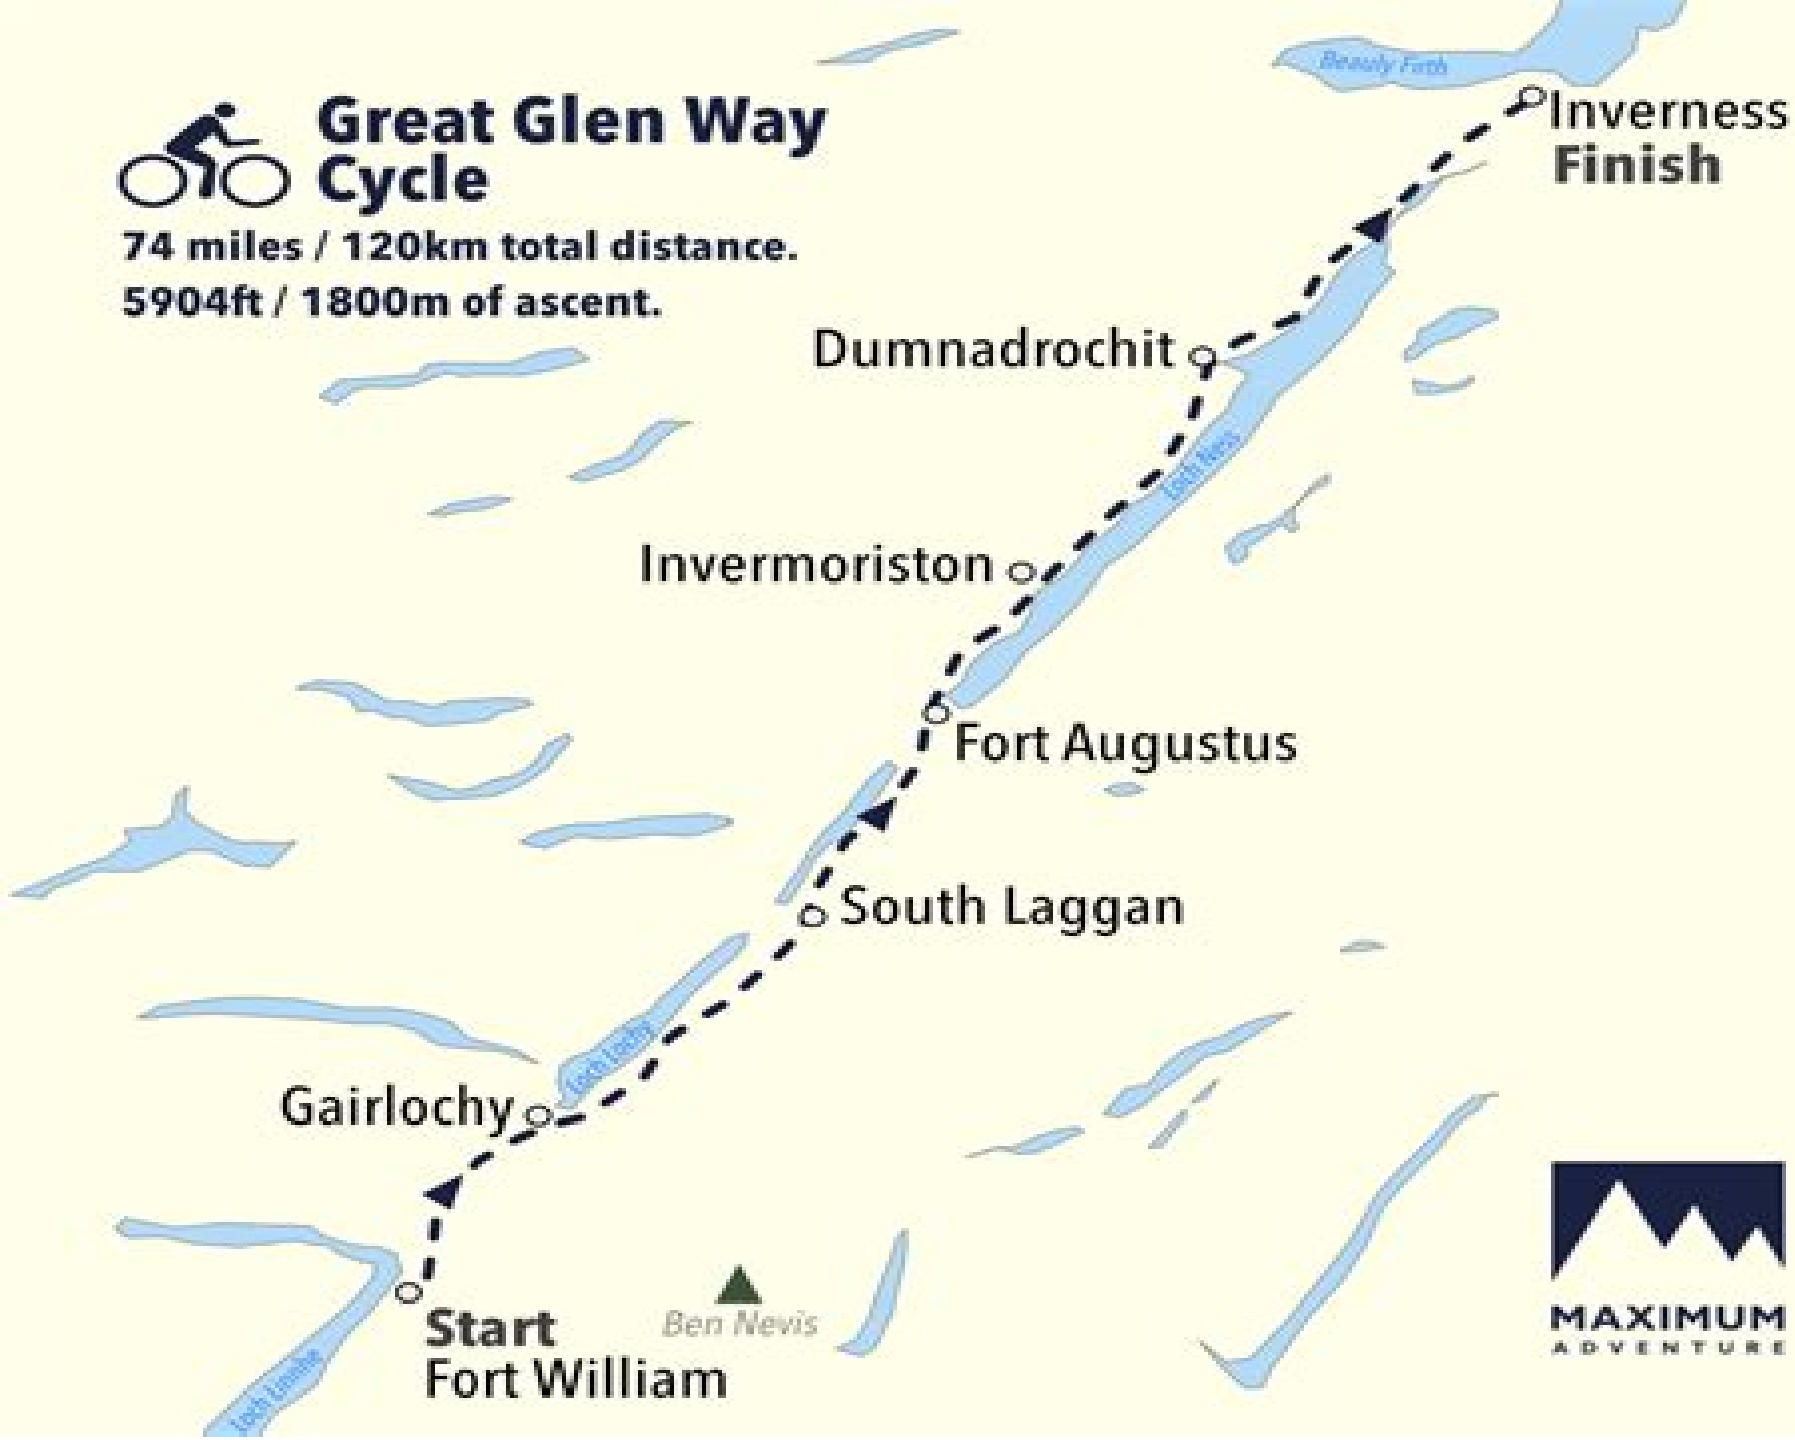 Great Glen Way
Cycle
74 miles / 120km total distance.
5904ft / 1800m of ascent.
Beauly Firth
Inverness
Finish
Dumnadrochit
Loch Ness
Invermoriston
Fort Augustus
South Laggan
Loch Lochy
Gairlochy
Start
Fort William
Ben Nevis
Loch Linnhe
MAXIMUM
ADVENTURE